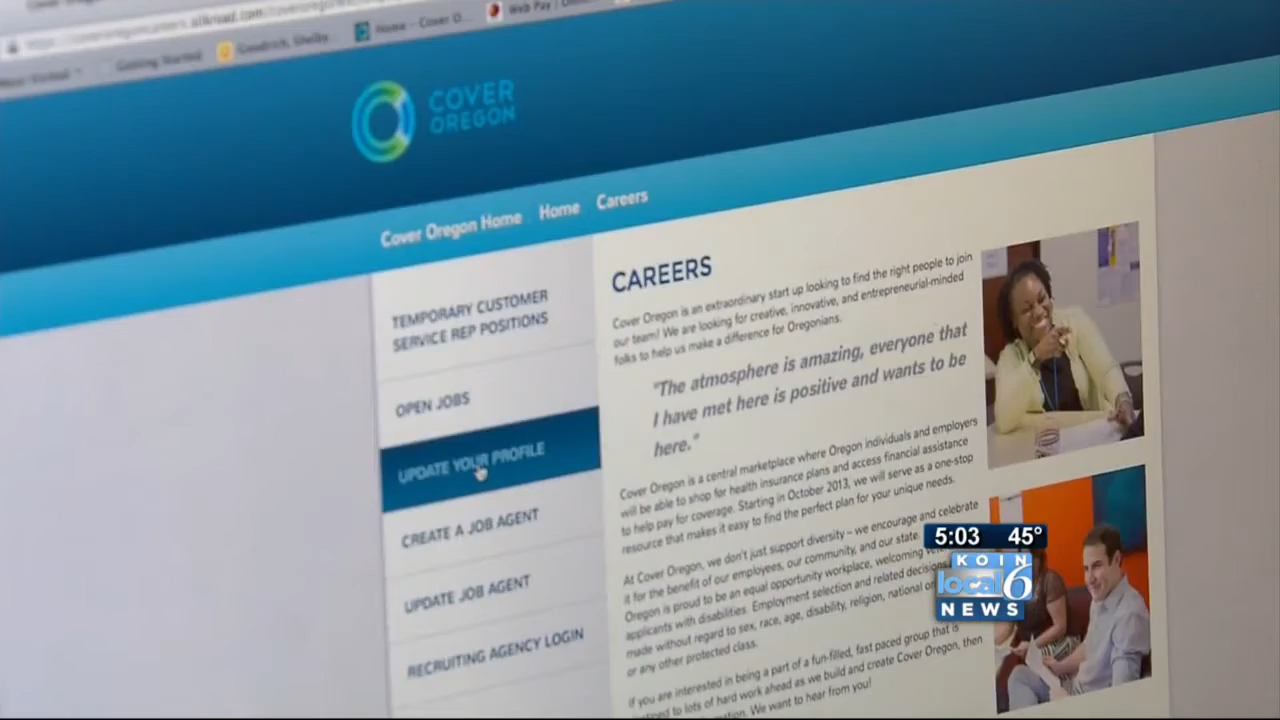 Getting Started
Goodrich, Shelby
Home - Cover O...
Web Pay
COVER
OREGON
Cover Oregon Home Home Careers
TEMPORARY CUSTOMER
SERVICE REP POSITIONS
OPEN JOBS
UPDATE YOUR PROFILE
CREATE A JOB AGENT
UPDATE JOB AGENT
RECRUITING AGENCY LOGIN
CAREERS
Cover Oregon is an extraordinary start up looking to find the right people to join
our team! We are looking for creative, innovative, and entrepreneurial-minded
folks to help us make a difference for Oregonians.
"The atmosphere is amazing, everyone that
I have met here is positive and wants to be
here."
Cover Oregon is a central marketplace where Oregon individuals and employers
will be able to shop for health insurance plans and access financial assistance
to help pay for coverage. Starting in October 2013, we will serve as a one-stop
resource that makes it easy to find the perfect plan for your unique needs.
At Cover Oregon, we don't just support diversity – we encourage and celebrate
it for the benefit of our employees, our community, and our state.
Oregon is proud to be an equal opportunity workplace, welcoming
applicants with disabilities. Employment selection and related decisions
made without regard to sex, race, age, disability, religion, national
or any other protected class.
If you are interested in being a part of a fun-filled, fast paced group that is
to lots of hard work ahead as we build and create Cover Oregon, then
We want to hear from you!
5:03 45°
KOIN
local 6
NEWS